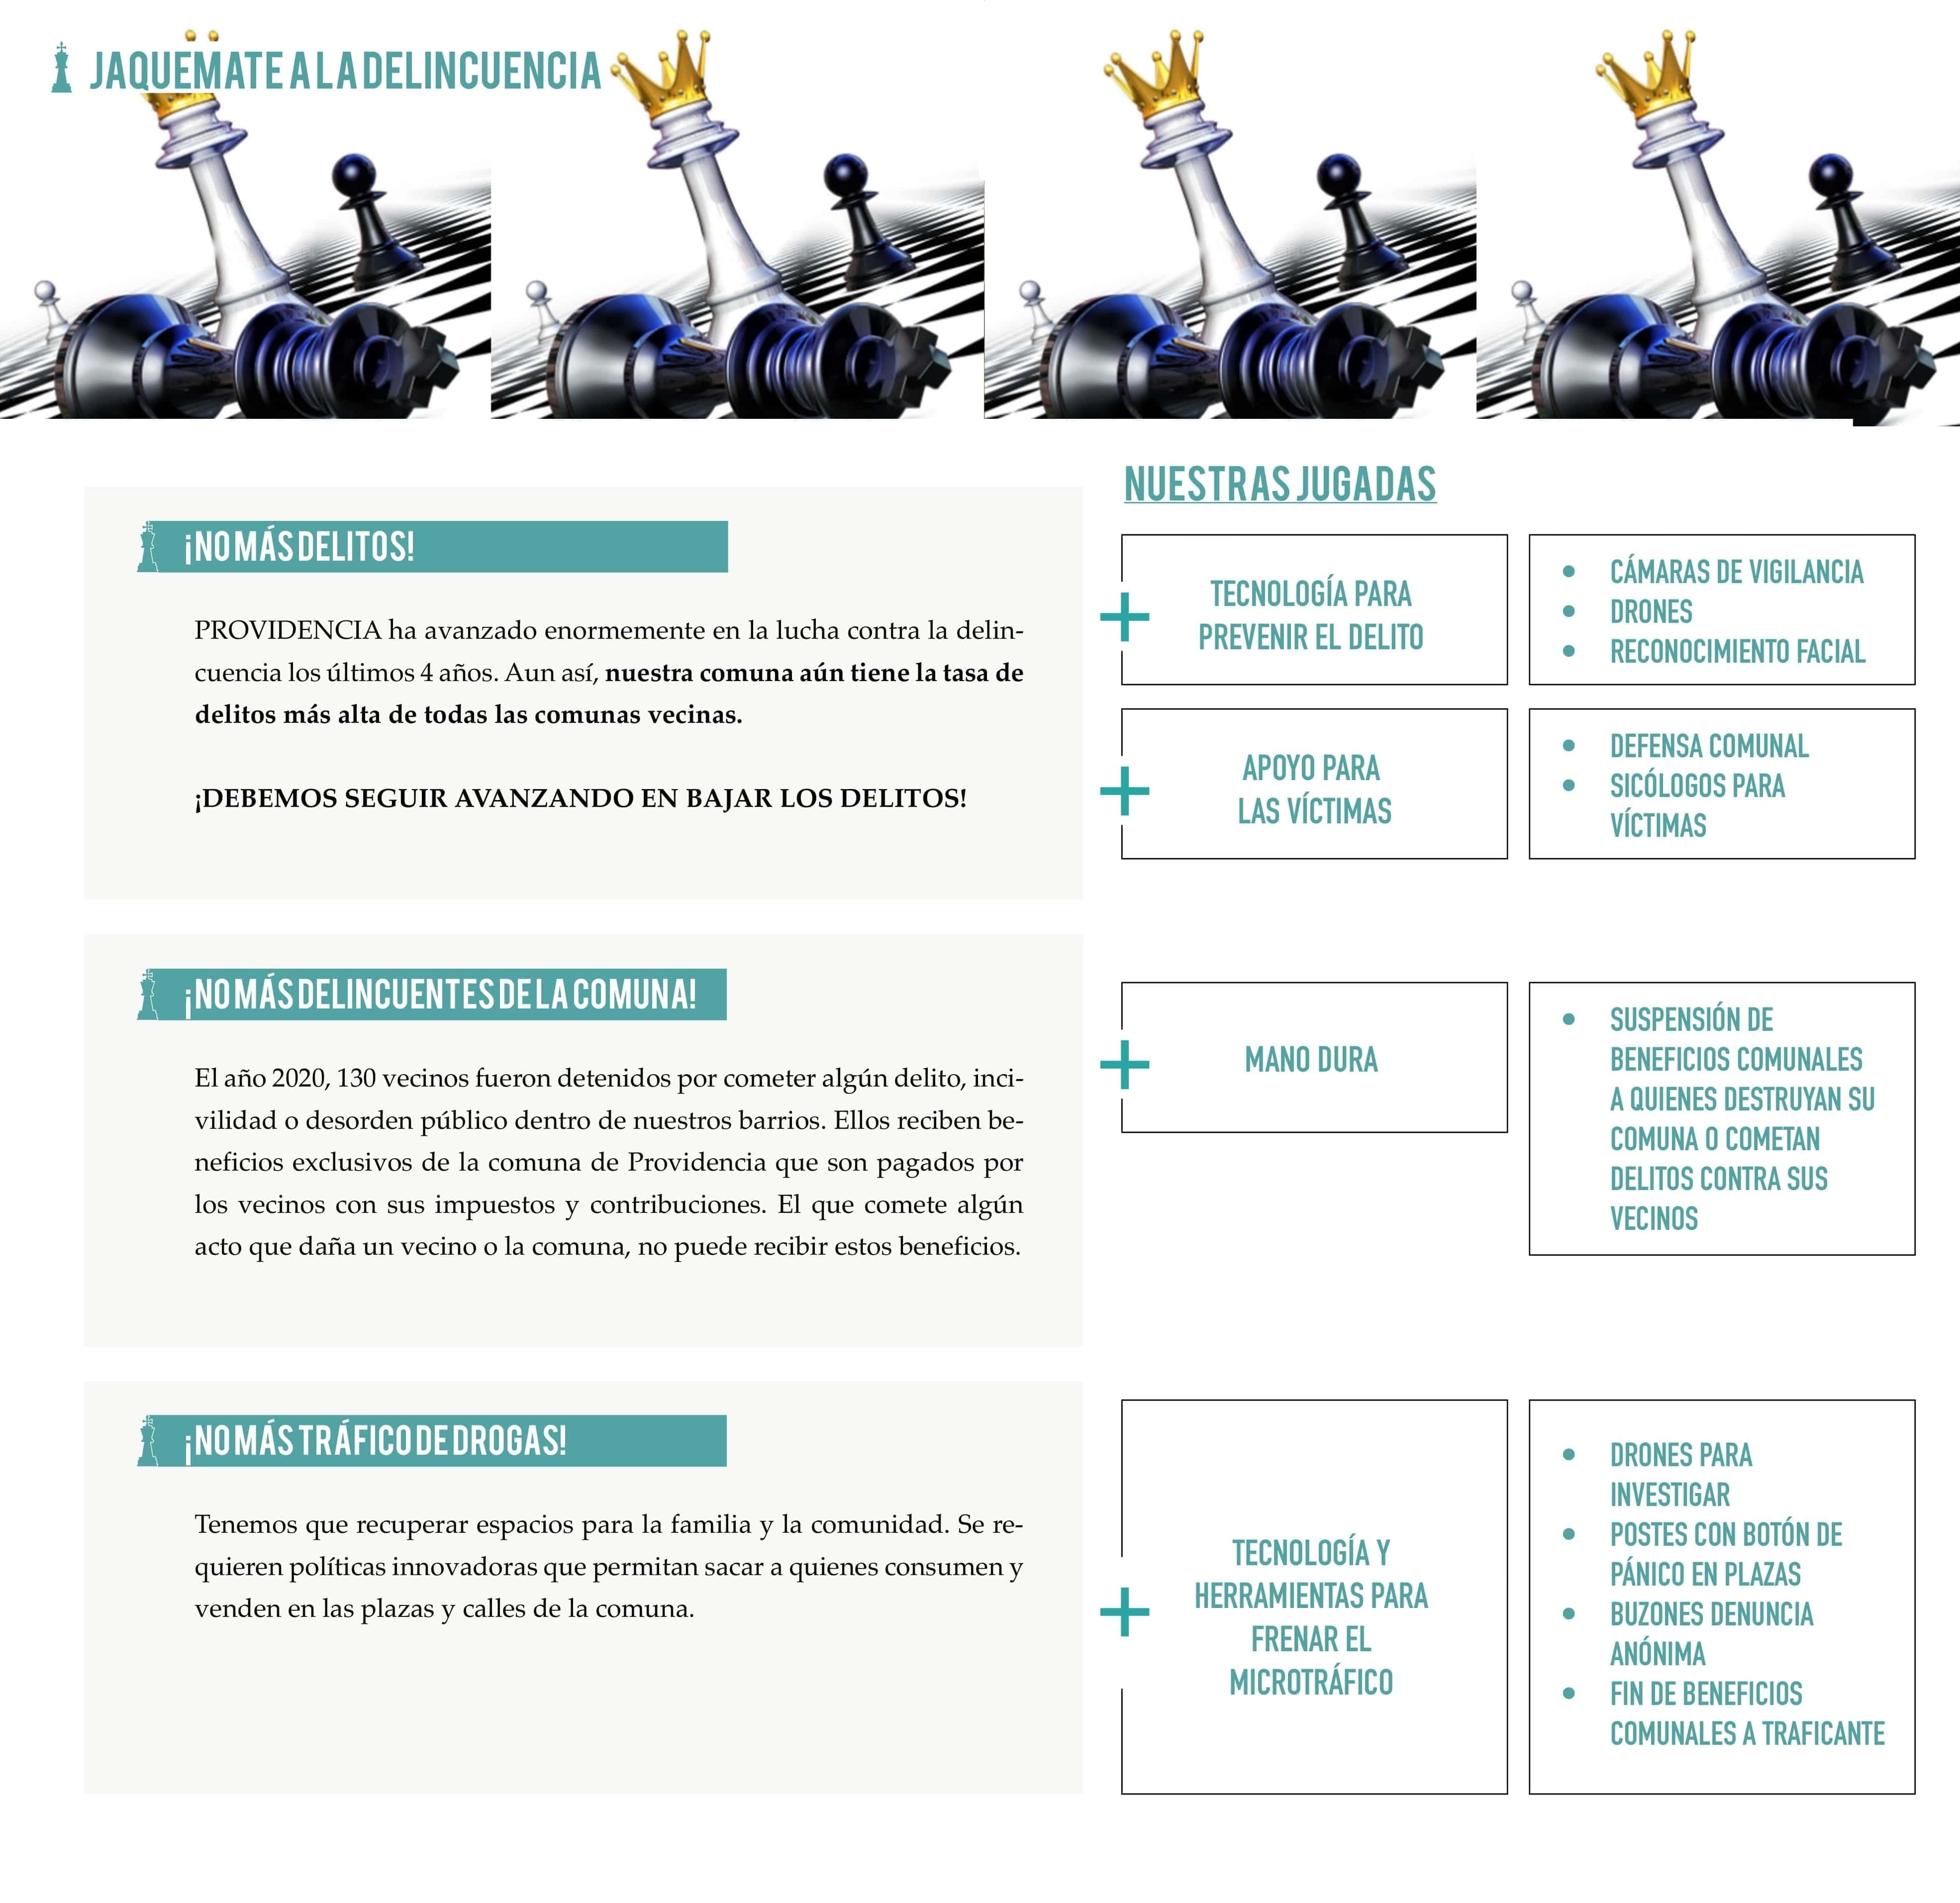 JAQUEMATE A LA DELINCUENCIA
¡NO MÁS DELITOS!
PROVIDENCIA ha avanzado enormemente en la lucha contra la delin-
cuencia los últimos 4 años. Aun así, nuestra comuna aún tiene la tasa de
delitos más alta de todas las comunas vecinas.
¡DEBEMOS SEGUIR AVANZANDO EN BAJAR LOS DELITOS!
NUESTRAS JUGADAS
+
TECNOLOGÍA PARA
PREVENIR EL DELITO
• CÁMARAS DE VIGILANCIA
• DRONES
• RECONOCIMIENTO FACIAL
+
APOYO PARA
LAS VÍCTIMAS
• DEFENSA COMUNAL
• SICÓLOGOS PARA
VÍCTIMAS
¡NO MÁS DELINCUENTES DE LA COMUNA!
El año 2020, 130 vecinos fueron detenidos por cometer algún delito, inci-
vilidad o desorden público dentro de nuestros barrios. Ellos reciben be-
neficios exclusivos de la comuna de Providencia que son pagados por
los vecinos con sus impuestos y contribuciones. El que comete algún
acto que daña un vecino o la comuna, no puede recibir estos beneficios.
+
MANO DURA
• SUSPENSIÓN DE
BENEFICIOS COMUNALES
A QUIENES DESTRUYAN SU
COMUNA O COMETAN
DELITOS CONTRA SUS
VECINOS
¡NO MÁS TRÁFICO DE DROGAS!
Tenemos que recuperar espacios para la familia y la comunidad. Se re-
quieren políticas innovadoras que permitan sacar a quienes consumen y
venden en las plazas y calles de la comuna.
+
TECNOLOGÍA Y
HERRAMIENTAS PARA
FRENAR EL
MICROTRÁFICO
• DRONES PARA
INVESTIGAR
• POSTES CON BOTÓN DE
PÁNICO EN PLAZAS
• BUZONES DENUNCIA
ANÓNIMA
• FIN DE BENEFICIOS
COMUNALES A TRAFICANTE